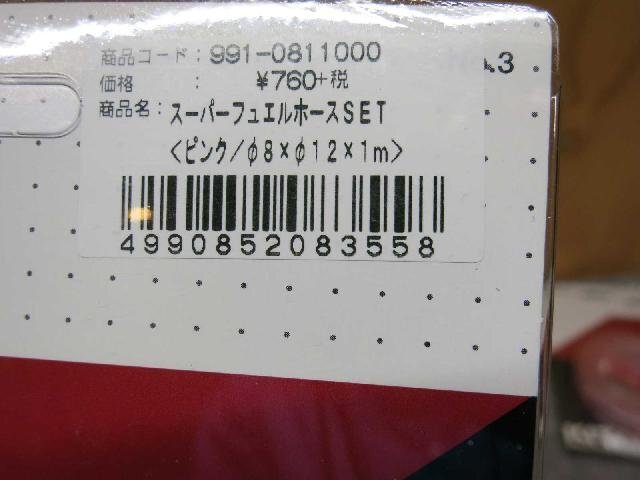 商品コード: 991-0811000
価格 : ¥760+税
商品名: スーパーフュエルホースSET
<ピンク/φ8×φ12×1m>
4990852083558